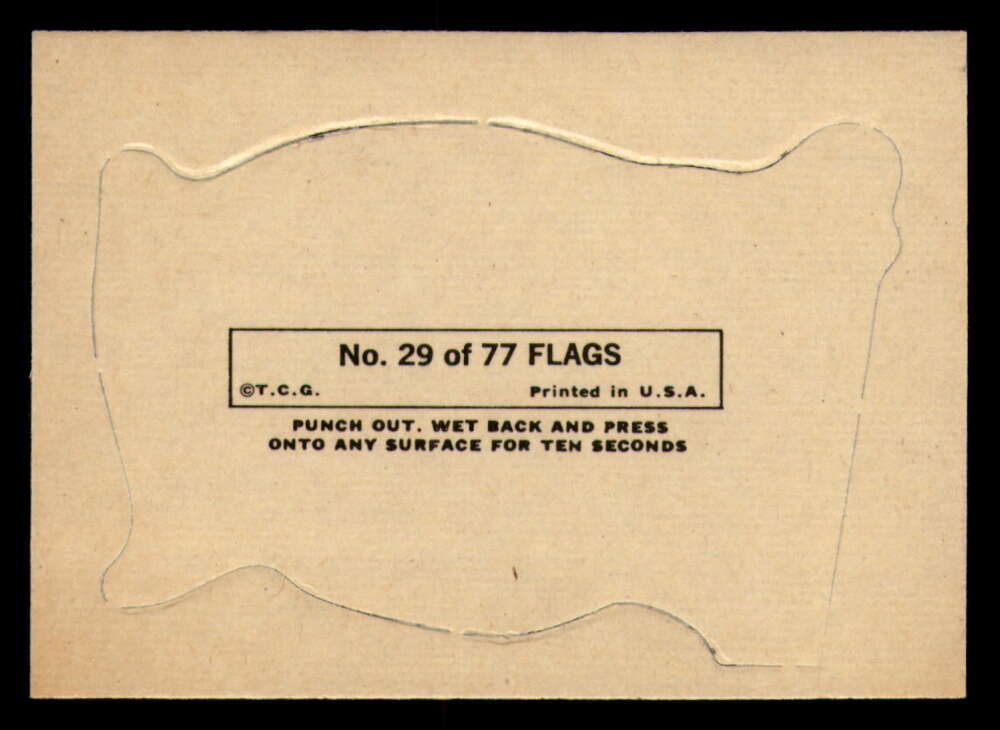 No. 29 of 77 FLAGS
©T.C.G. Printed in U.S.A.
PUNCH OUT. WET BACK AND PRESS
ONTO ANY SURFACE FOR TEN SECONDS